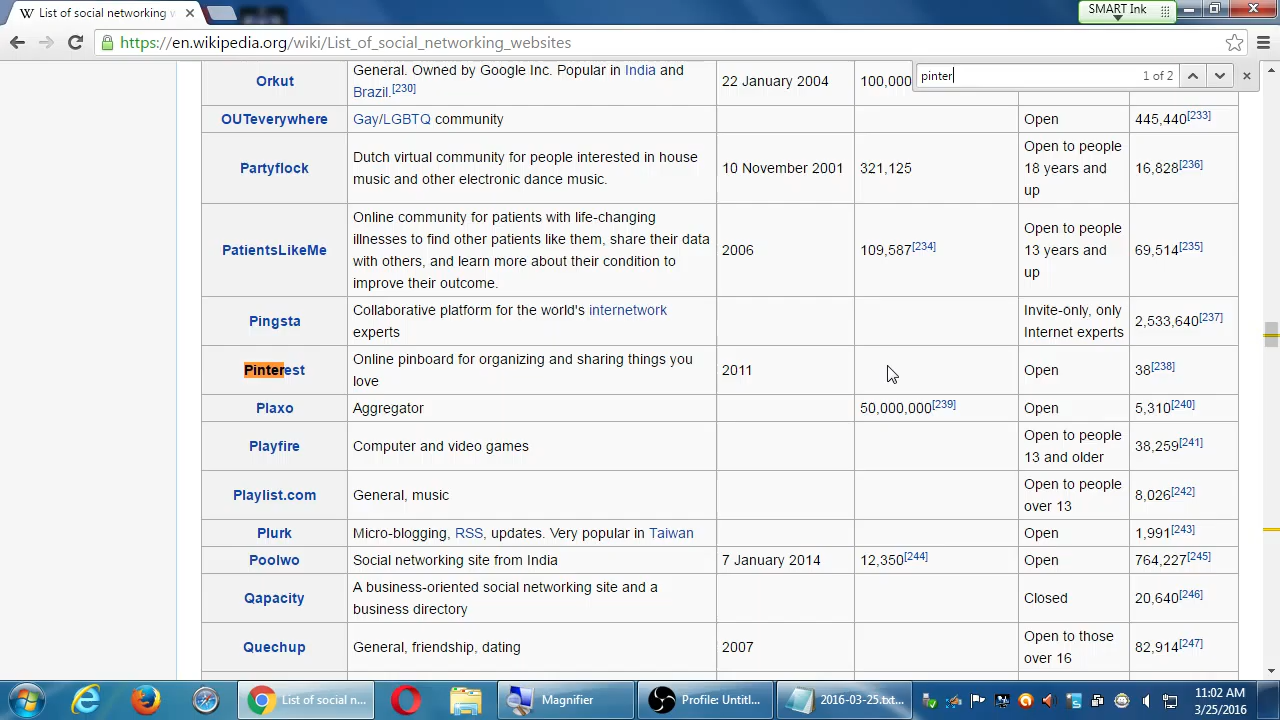 List of social networking w
SMART Ink
https://en.wikipedia.org/wiki/List_of_social_networking_websites
pinter 1 of 2
Orkut General. Owned by Google Inc. Popular in India and 22 January 2004 100,000
Brazil.[230]
OUTeverywhere Gay/LGBTQ community Open 445,440[233]
Partyflock Dutch virtual community for people interested in house 10 November 2001 321,125 Open to people 16,828[236]
music and other electronic dance music. 18 years and
up
PatientsLikeMe Online community for patients with life-changing 2006 109,587[234] Open to people 69,514[235]
illnesses to find other patients like them, share their data 13 years and
with others, and learn more about their condition to up
improve their outcome.
Pingsta Collaborative platform for the world's internetwork Invite-only, only 2,533,640[237]
experts Internet experts
Pinterest Online pinboard for organizing and sharing things you 2011 Open 38[238]
love
Plaxo Aggregator 50,000,000[239] Open 5,310[240]
Playfire Computer and video games Open to people 38,259[241]
13 and older
Playlist.com General, music Open to people 8,026[242]
over 13
Plurk Micro-blogging, RSS, updates. Very popular in Taiwan Open 1,991[243]
Poolwo Social networking site from India 7 January 2014 12,350[244] Open 764,227[245]
Qapacity A business-oriented social networking site and a Closed 20,640[246]
business directory
Quechup General, friendship, dating 2007 Open to those 82,914[247]
over 16
List of social n... Magnifier Profile: Untitl... 2016-03-25.txt... 11:02 AM
3/25/2016